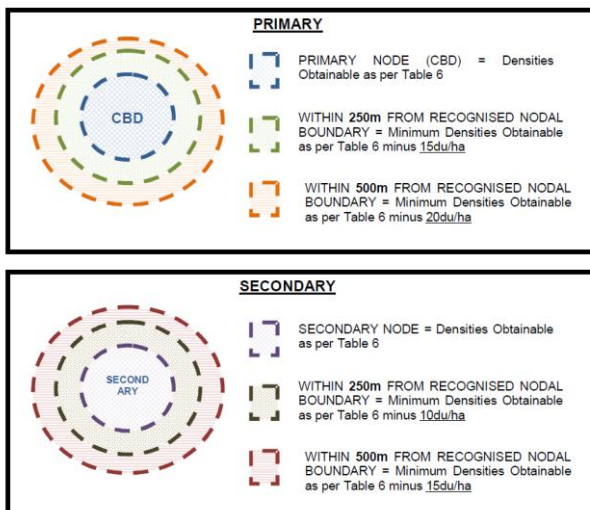 PRIMARY
CBD
PRIMARY NODE (CBD) = Densities
Obtainable as per Table 6
WITHIN 250m FROM RECOGNISED NODAL
BOUNDARY = Minimum Densities Obtainable
as per Table 6 minus 15du/ha
WITHIN 500m FROM RECOGNISED NODAL
BOUNDARY = Minimum Densities Obtainable
as per Table 6 minus 20du/ha
SECONDARY
SECOND
ARY
SECONDARY NODE = Densities Obtainable
as per Table 6
WITHIN 250m FROM RECOGNISED NODAL
BOUNDARY = Minimum Densities Obtainable
as per Table 6 minus 10du/ha
WITHIN 500m FROM RECOGNISED NODAL
BOUNDARY = Minimum Densities Obtainable
as per Table 6 minus 15du/ha